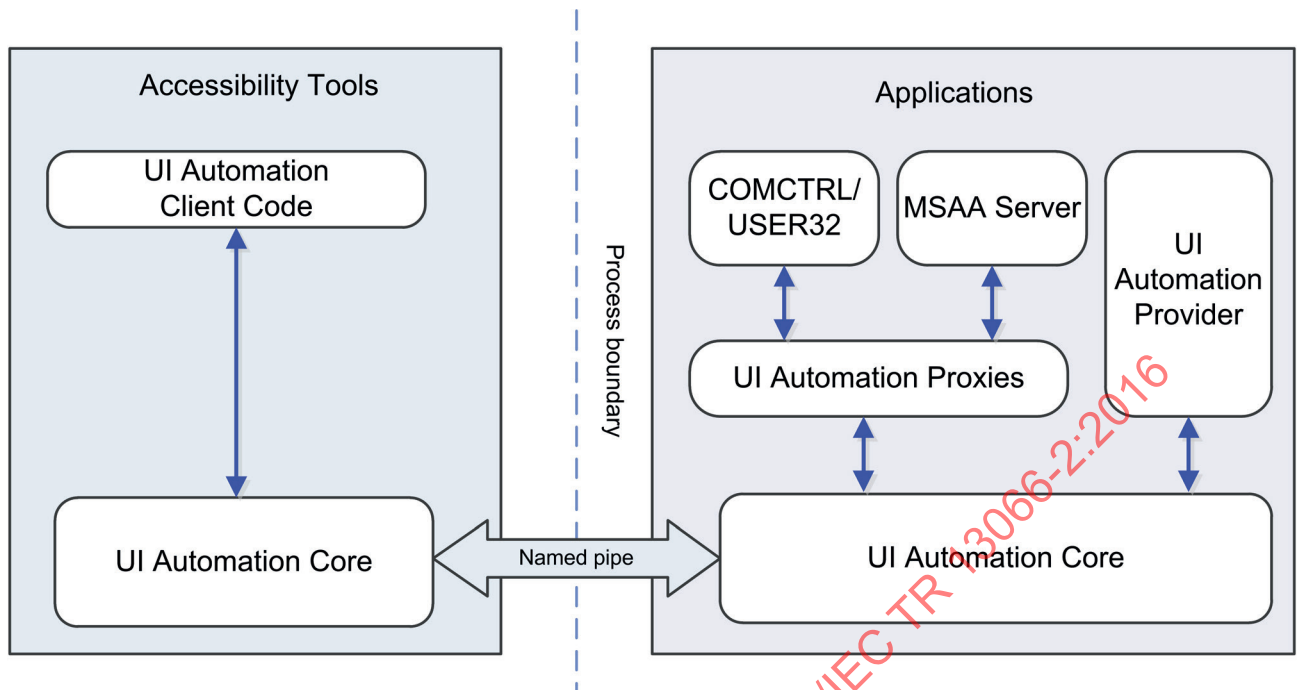 Accessibility Tools
UI Automation
Client Code
UI Automation Core
Process boundary
Named pipe
Applications
COMCTRL/
USER32
MSAA Server
UI
Automation
Provider
UI Automation Proxies
UI Automation Core
IEC TR 13066-2:2016